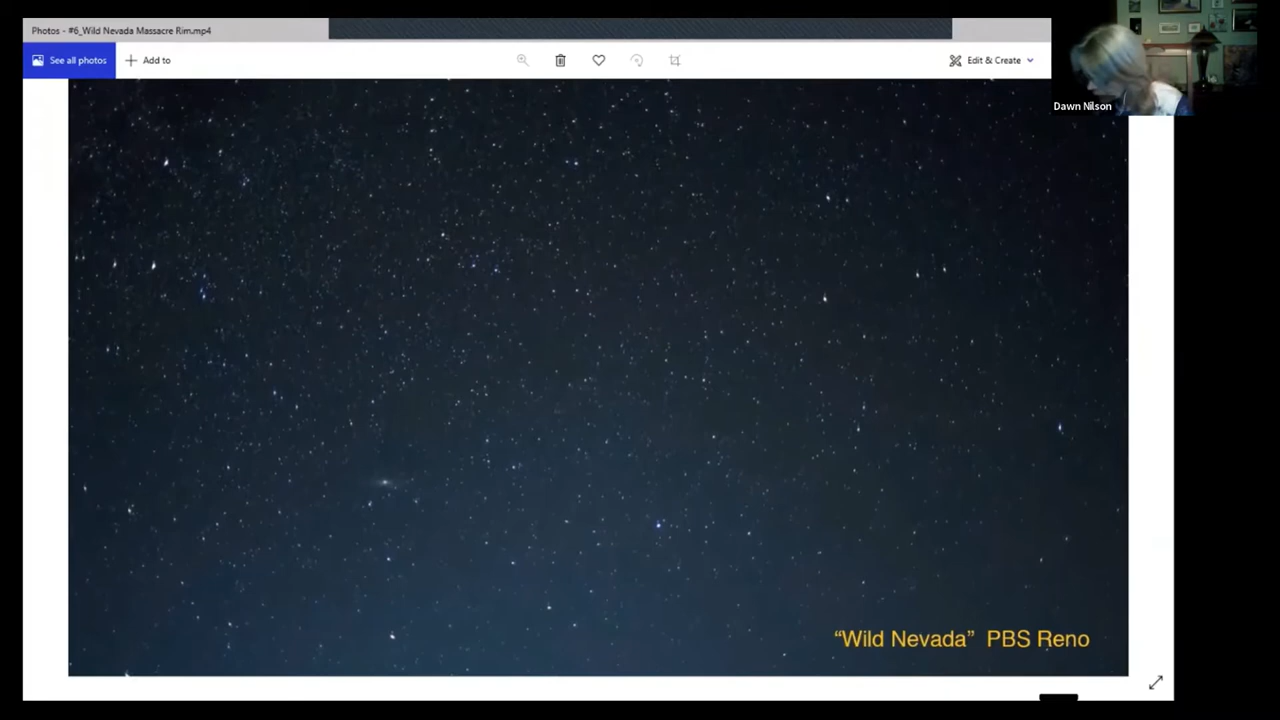 Photos - #6_Wild Nevada Massacre Rim.mp4
See all photos
Add to
Edit & Create
Dawn Nilson
“Wild Nevada” PBS Reno